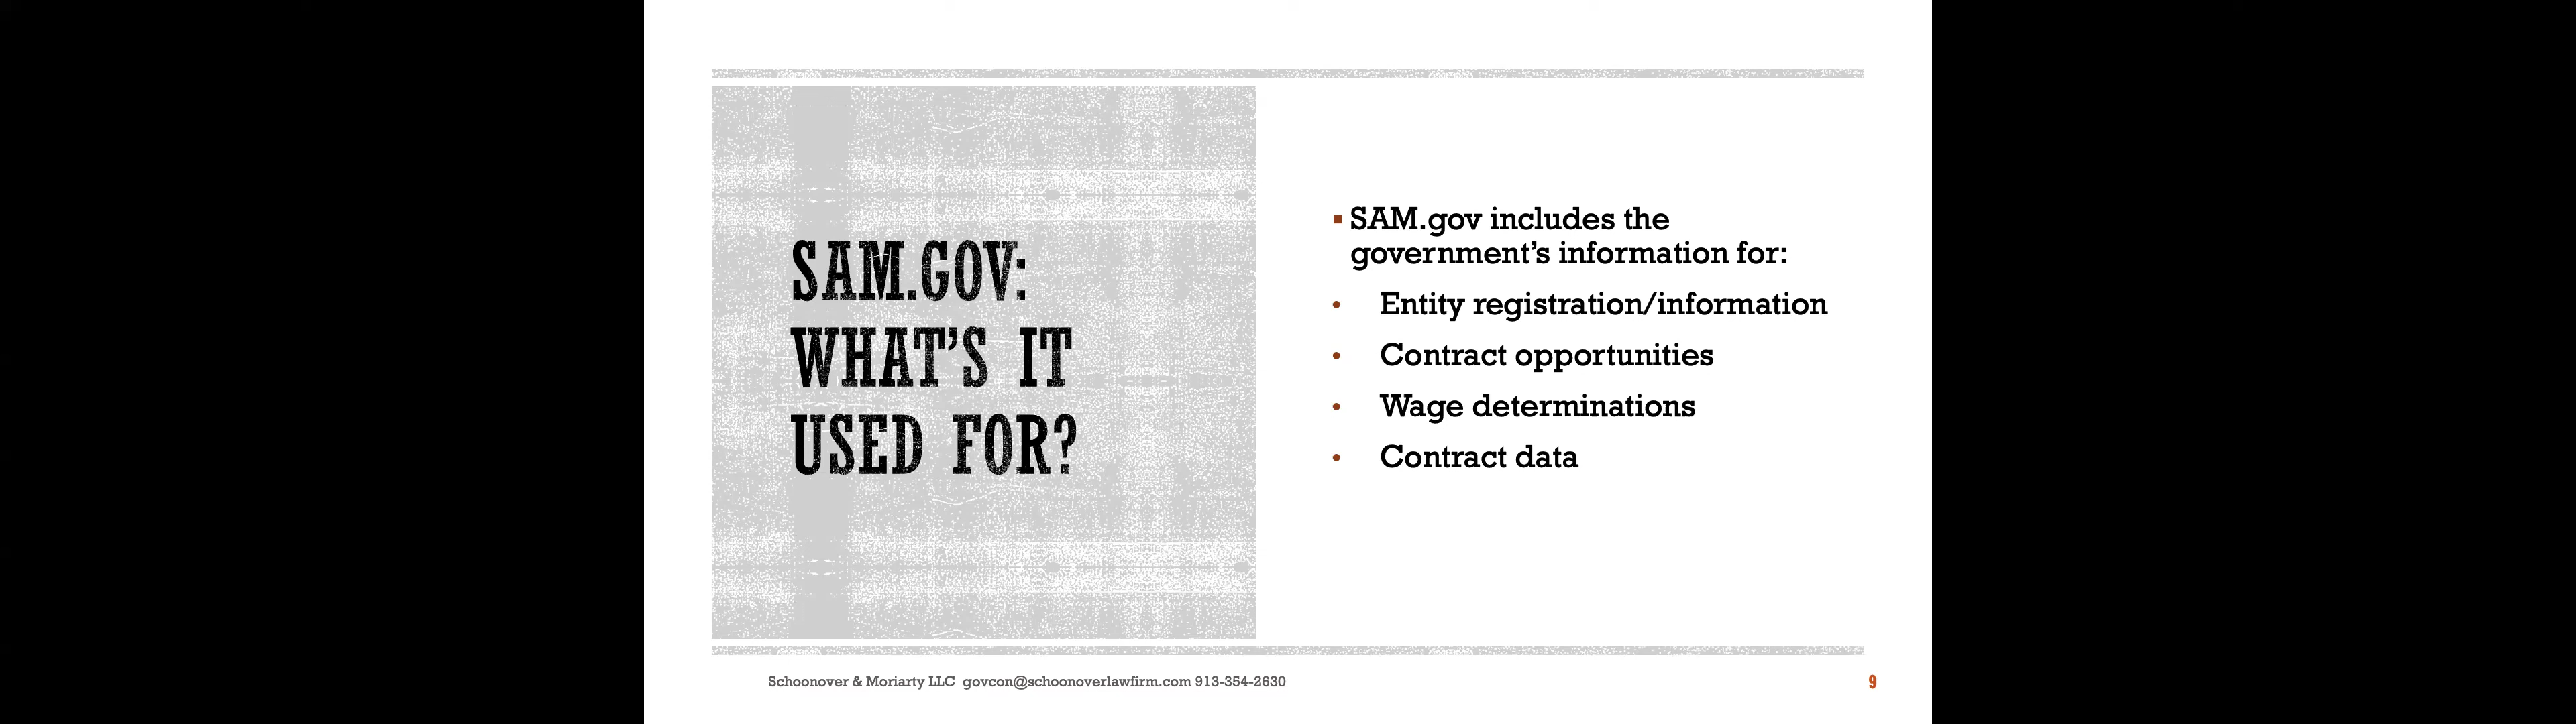 SAM.GOV:
WHAT’S IT
USED FOR?
▪ SAM.gov includes the
government’s information for:
• Entity registration/information
• Contract opportunities
• Wage determinations
• Contract data
Schoonover & Moriarty LLC govcon@schoonoverlawfirm.com 913-354-2630
9